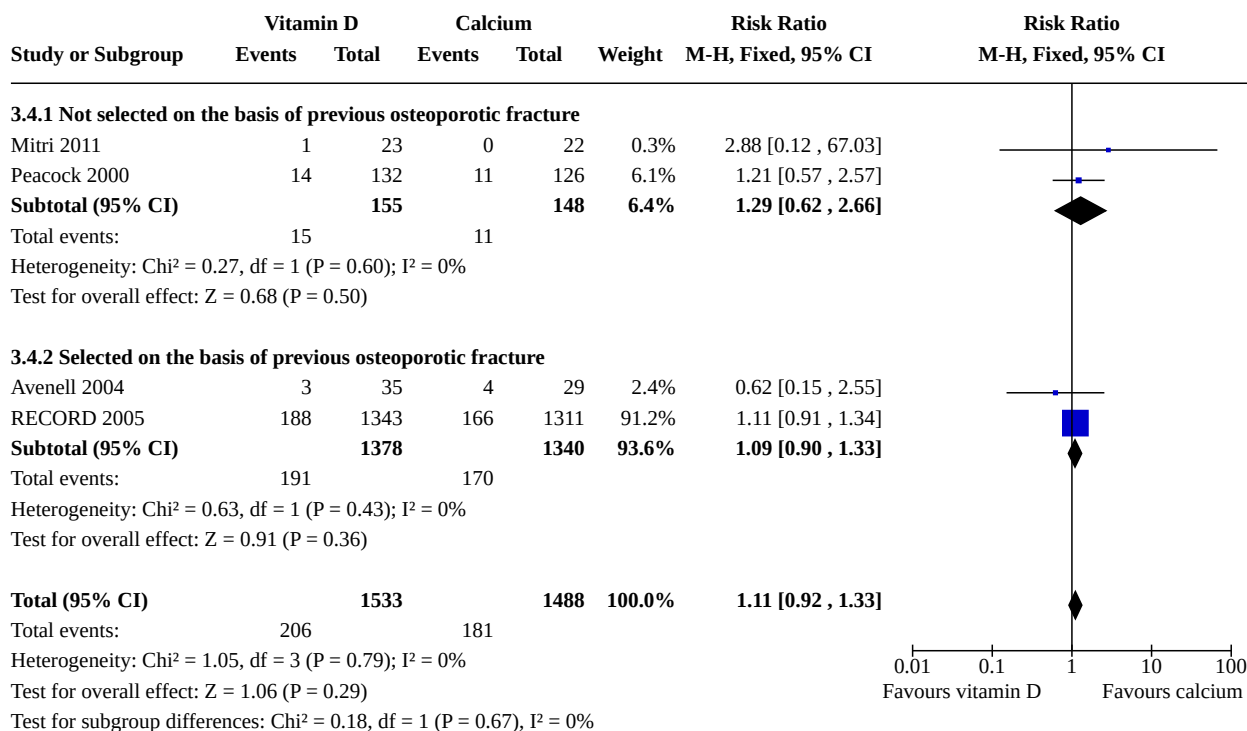 Vitamin D Calcium Risk Ratio Risk Ratio
Study or Subgroup Events Total Events Total Weight M-H, Fixed, 95% CI M-H, Fixed, 95% CI
3.4.1 Not selected on the basis of previous osteoporotic fracture
Mitri 2011 1 23 0 22 0.3% 2.88 [0.12 , 67.03]
Peacock 2000 14 132 11 126 6.1% 1.21 [0.57 , 2.57]
Subtotal (95% CI) 155 148 6.4% 1.29 [0.62 , 2.66]
Total events: 15 11
Heterogeneity: Chi² = 0.27, df = 1 (P = 0.60); I² = 0%
Test for overall effect: Z = 0.68 (P = 0.50)
3.4.2 Selected on the basis of previous osteoporotic fracture
Avenell 2004 3 35 4 29 2.4% 0.62 [0.15 , 2.55]
RECORD 2005 188 1343 166 1311 91.2% 1.11 [0.91 , 1.34]
Subtotal (95% CI) 1378 1340 93.6% 1.09 [0.90 , 1.33]
Total events: 191 170
Heterogeneity: Chi² = 0.63, df = 1 (P = 0.43); I² = 0%
Test for overall effect: Z = 0.91 (P = 0.36)
Total (95% CI) 1533 1488 100.0% 1.11 [0.92 , 1.33]
Total events: 206 181
Heterogeneity: Chi² = 1.05, df = 3 (P = 0.79); I² = 0%
Test for overall effect: Z = 1.06 (P = 0.29)
Test for subgroup differences: Chi² = 0.18, df = 1 (P = 0.67), I² = 0%
0.01 0.1 1 10 100
Favours vitamin D Favours calcium